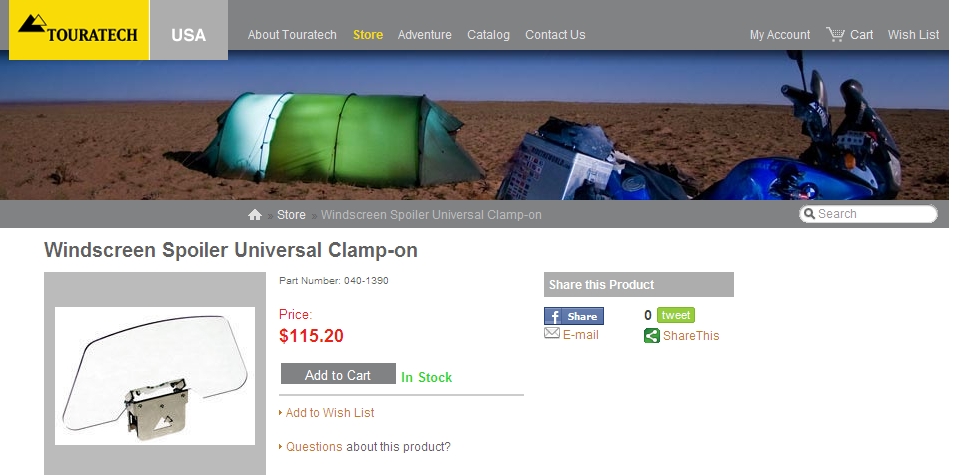 TOURATECH
USA
About Touratech Store Adventure Catalog Contact Us
My Account Cart Wish List
» Store » Windscreen Spoiler Universal Clamp-on
Search
Windscreen Spoiler Universal Clamp-on
Part Number: 040-1390
Price:
$115.20
Add to Cart In Stock
Add to Wish List
Questions about this product?
Share this Product
f Share
0 tweet
E-mail
ShareThis